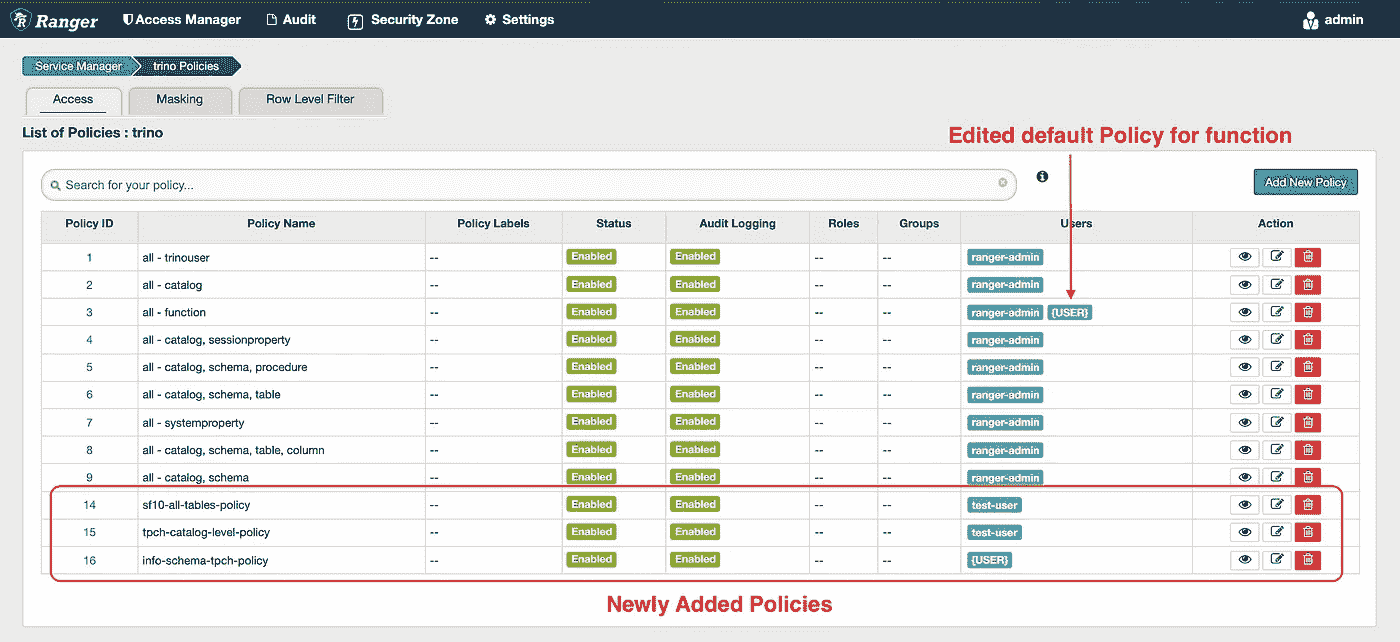 Ranger Access Manager Audit Security Zone Settings admin
Service Manager trino Policies
Access Masking Row Level Filter
List of Policies : trino
Edited default Policy for function
Search for your policy... Add New Policy
Policy ID Policy Name Policy Labels Status Audit Logging Roles Groups Users Action
1 all - trinouser -- Enabled Enabled -- -- ranger-admin
2 all - catalog -- Enabled Enabled -- -- ranger-admin
3 all - function -- Enabled Enabled -- -- ranger-admin {USER}
4 all - catalog, sessionproperty -- Enabled Enabled -- -- ranger-admin
5 all - catalog, schema, procedure -- Enabled Enabled -- -- ranger-admin
6 all - catalog, schema, table -- Enabled Enabled -- -- ranger-admin
7 all - systemproperty -- Enabled Enabled -- -- ranger-admin
8 all - catalog, schema, table, column -- Enabled Enabled -- -- ranger-admin
9 all - catalog, schema -- Enabled Enabled -- -- ranger-admin
14 sf10-all-tables-policy -- Enabled Enabled -- -- test-user
15 tpch-catalog-level-policy -- Enabled Enabled -- -- test-user
16 info-schema-tpch-policy -- Enabled Enabled -- -- {USER}
Newly Added Policies